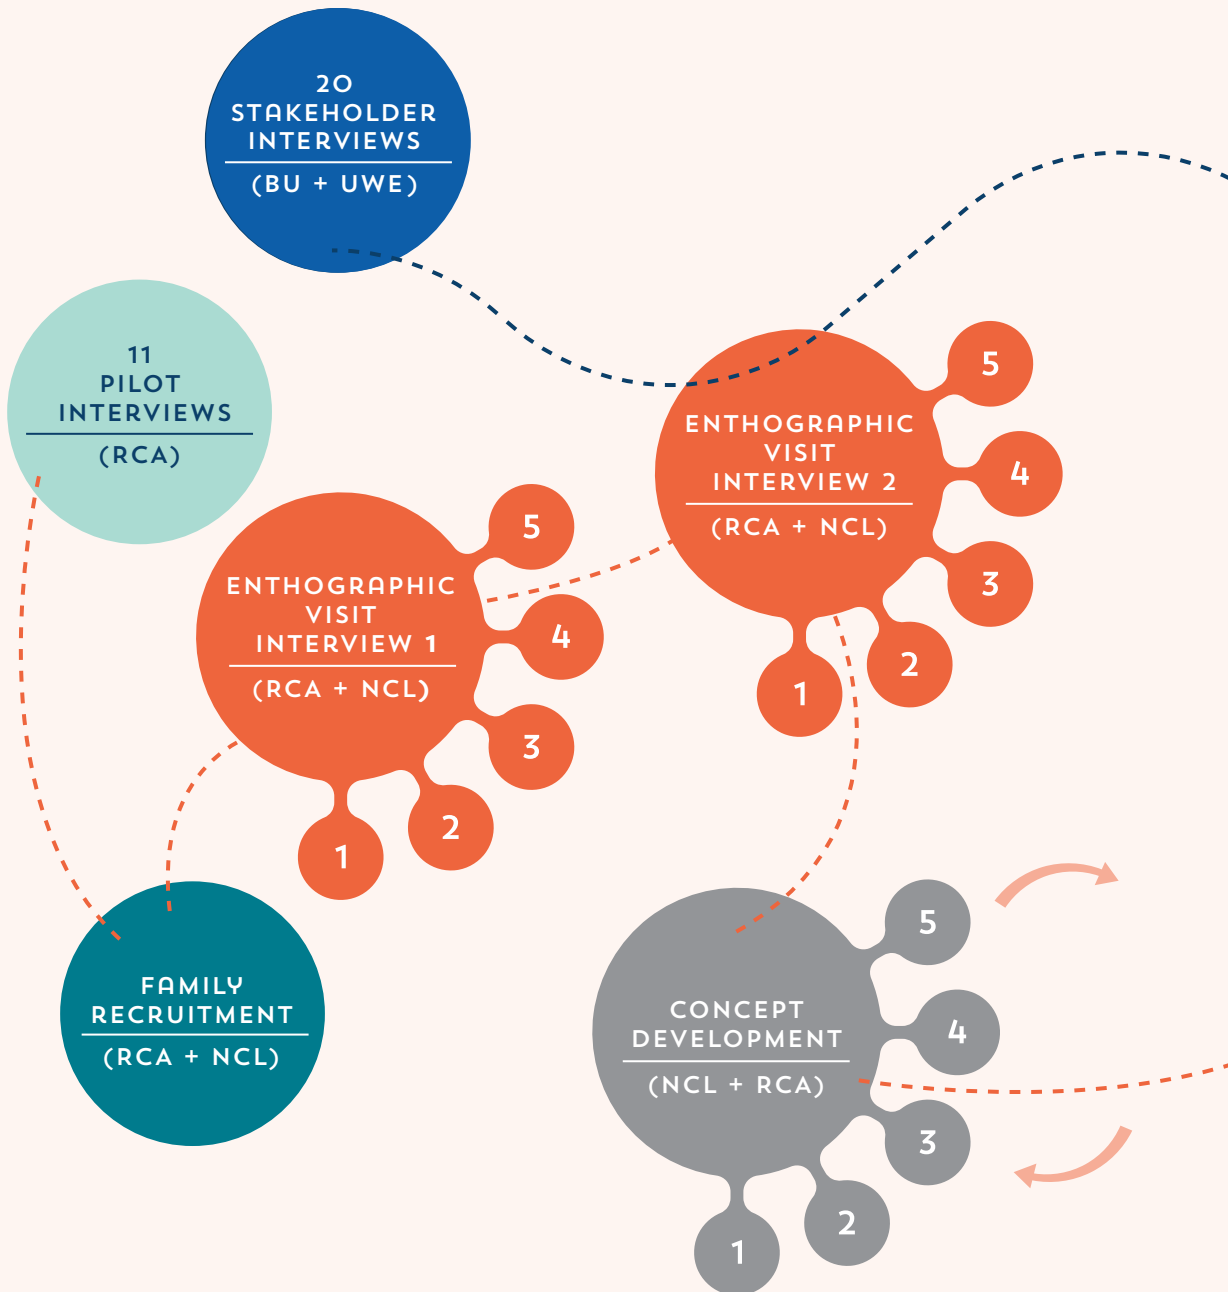 20
STAKEHOLDER
INTERVIEWS
(BU + UWE)
11
PILOT
INTERVIEWS
(RCA)
ENTHOGRAPHIC
VISIT
INTERVIEW 1
(RCA + NCL)
5
4
3
2
1
ENTHOGRAPHIC
VISIT
INTERVIEW 2
(RCA + NCL)
5
4
3
2
1
FAMILY
RECRUITMENT
(RCA + NCL)
CONCEPT
DEVELOPMENT
(NCL + RCA)
5
4
3
2
1